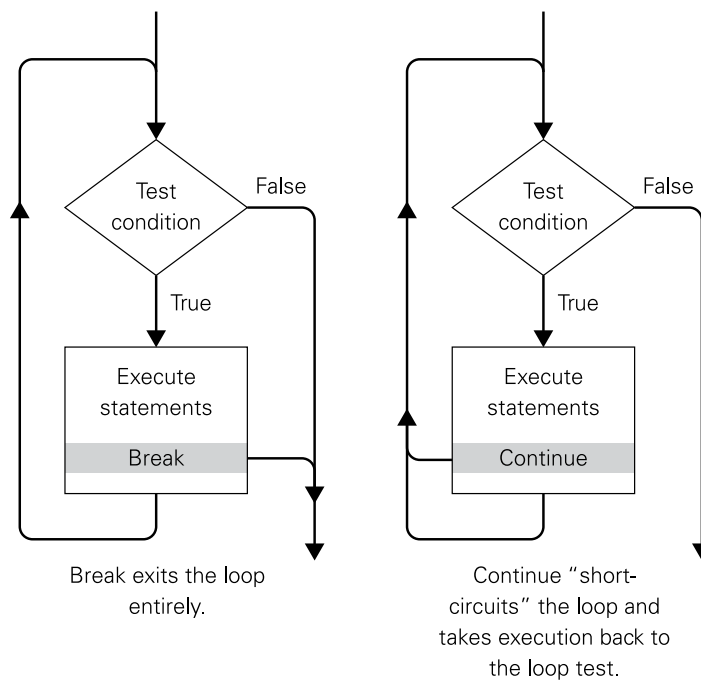 Test
condition
False
True
Execute
statements
Break
Break exits the loop
entirely.
Test
condition
False
True
Execute
statements
Continue
Continue “short-
circuits” the loop and
takes execution back to
the loop test.